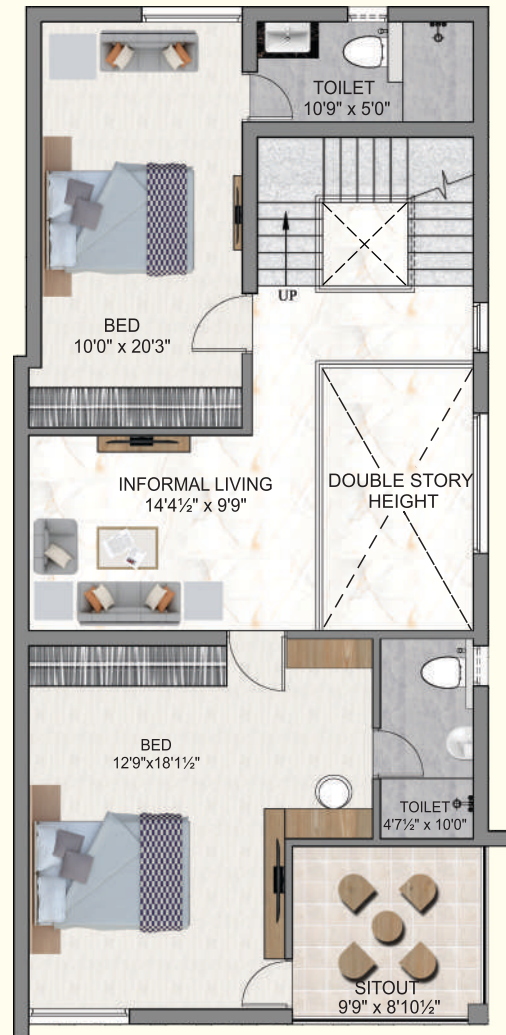 TOILET
10'9" x 5'0"
UP
BED
10'0" x 20'3"
INFORMAL LIVING
14'4½" x 9'9"
DOUBLE STORY
HEIGHT
BED
12'9"x18'1½"
TOILET
4'7½" x 10'0"
SITOUT
9'9" x 8'10½"